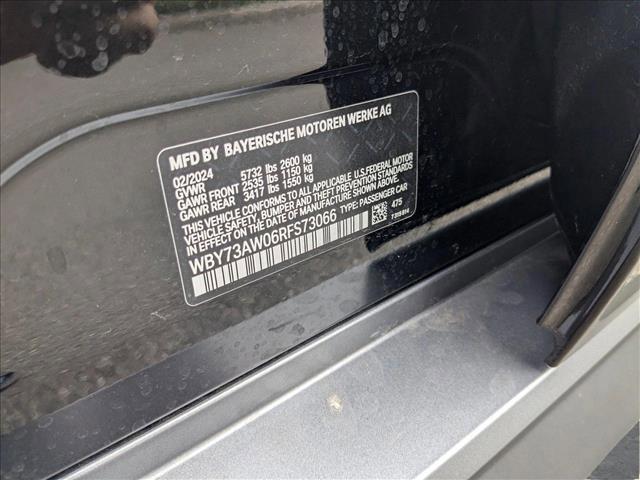 MFD BY BAYERISCHE MOTOREN WERKE AG
02/2024
GVWR 5732 lbs 2600 kg
GAWR FRONT 2535 lbs 1150 kg
GAWR REAR 3417 lbs 1550 kg
THIS VEHICLE CONFORMS TO ALL APPLICABLE U.S.FEDERAL MOTOR
VEHICLE SAFETY, BUMPER, AND THEFT PREVENTION STANDARDS
IN EFFECT ON THE DATE OF MANUFACTURE SHOWN ABOVE.
WBY73AW06RFS73066 TYPE: PASSENGER CAR
475